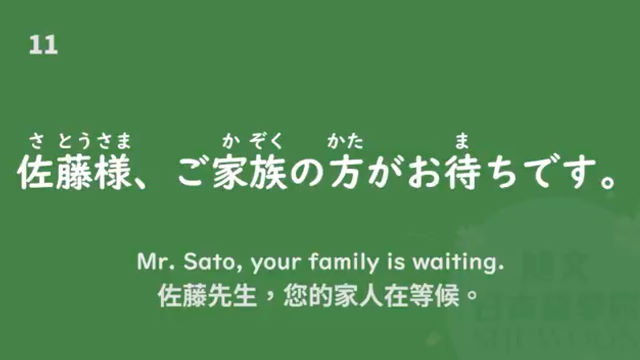 11
さとうさま かぞく かた ま
佐藤様、ご家族の方がお待ちです。
Mr. Sato, your family is waiting.
佐藤先生，您的家人在等候。